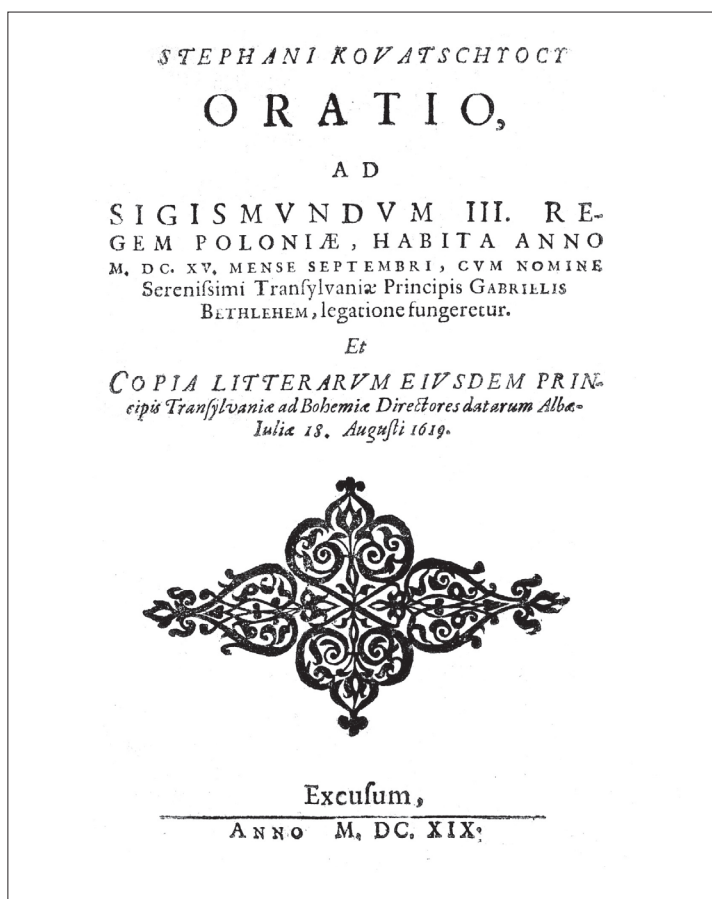 STEPHANI KOVATSCHYOCY
ORATIO,
AD
SIGISMVNDVM III. RE-
GEM POLONIÆ, HABITA ANNO
M. DC. XV. MENSE SEPTEMBRI, CVM NOMINE
Sereniſsimi Tranſylvaniæ Principis GABRIELIS
BETHLEHEM, legatione fungeretur.
Et
COPIA LITTERARVM EIVSDEM PRIN-
cipis Tranſylvaniæ ad Bohemiæ Directores datarum Albæ-
Iuliæ 18. Auguſti 1619.
Excuſum,
ANNO M. DC. XIX.